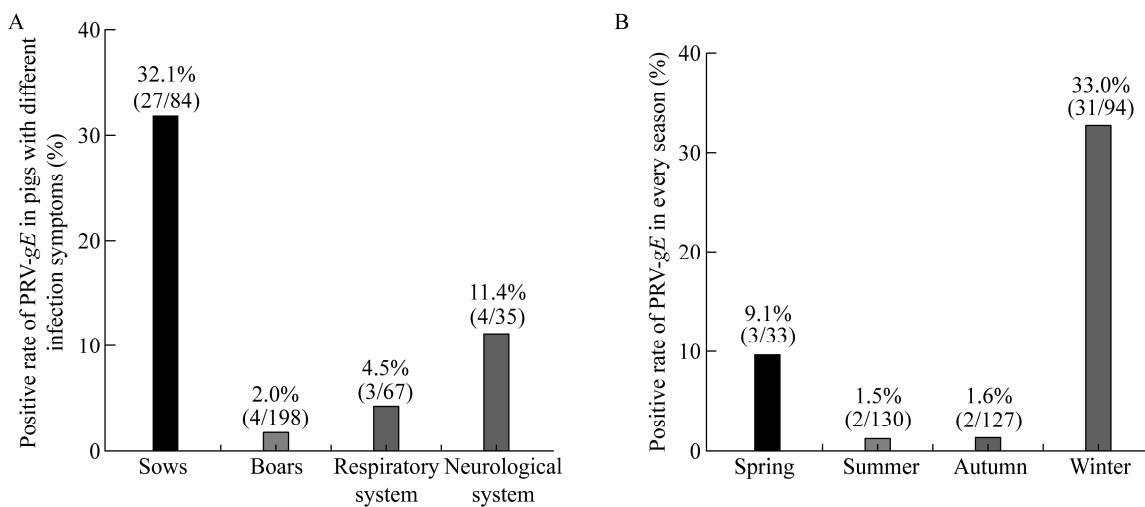 A
Positive rate of PRV-gE in pigs with different
infection symptoms (%)
40
30
20
10
0
32.1%
(27/84)
2.0%
(4/198)
4.5%
(3/67)
11.4%
(4/35)
Sows
Boars
Respiratory
system
Neurological
system
B
Positive rate of PRV-gE in every season (%)
40
30
20
10
0
9.1%
(3/33)
1.5%
(2/130)
1.6%
(2/127)
33.0%
(31/94)
Spring
Summer
Autumn
Winter